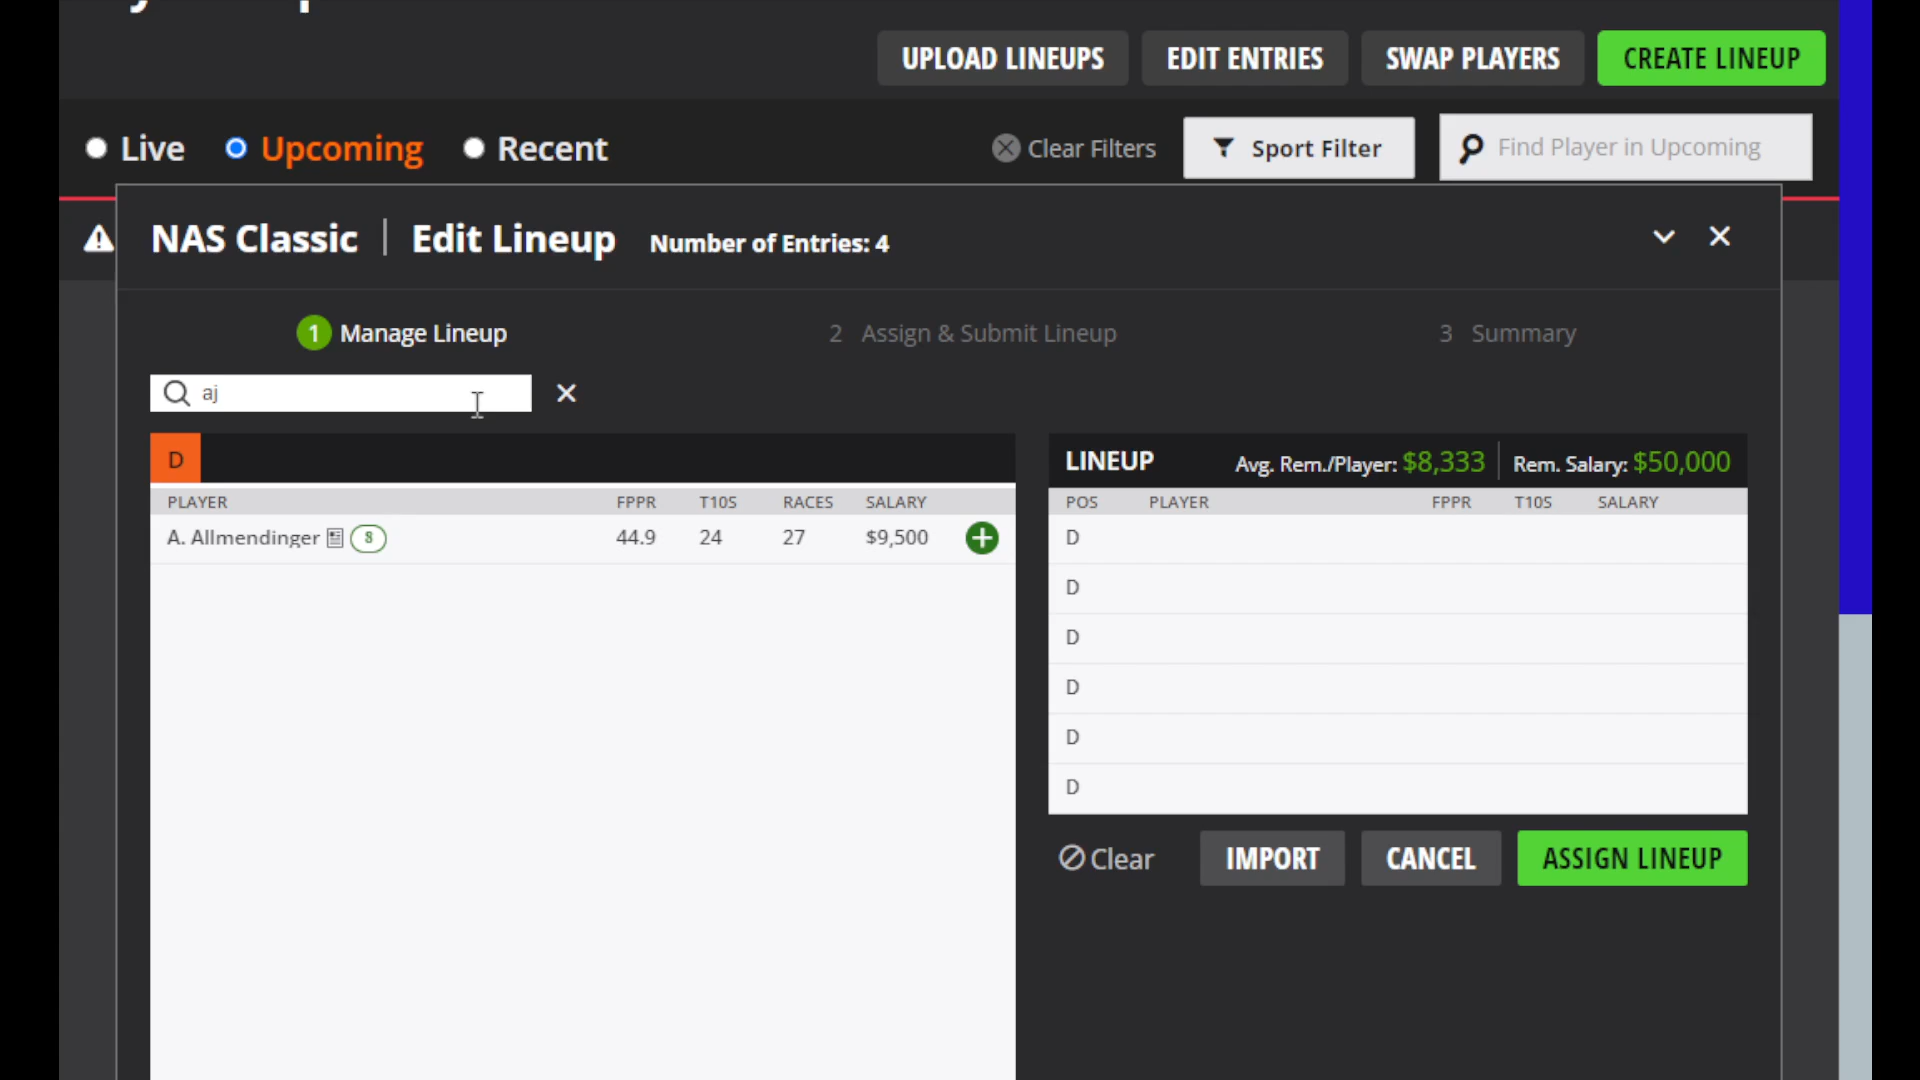 UPLOAD LINEUPS EDIT ENTRIES SWAP PLAYERS CREATE LINEUP
Live Upcoming Recent Clear Filters Sport Filter Find Player in Upcoming
NAS Classic | Edit Lineup Number of Entries: 4
1 Manage Lineup 2 Assign & Submit Lineup 3 Summary
aj
D
PLAYER FPPR T10S RACES SALARY
A. Allmendinger 8 44.9 24 27 $9,500
LINEUP Avg. Rem./Player: $8,333 Rem. Salary: $50,000
POS PLAYER FPPR T10S SALARY
D
D
D
D
D
D
Clear IMPORT CANCEL ASSIGN LINEUP